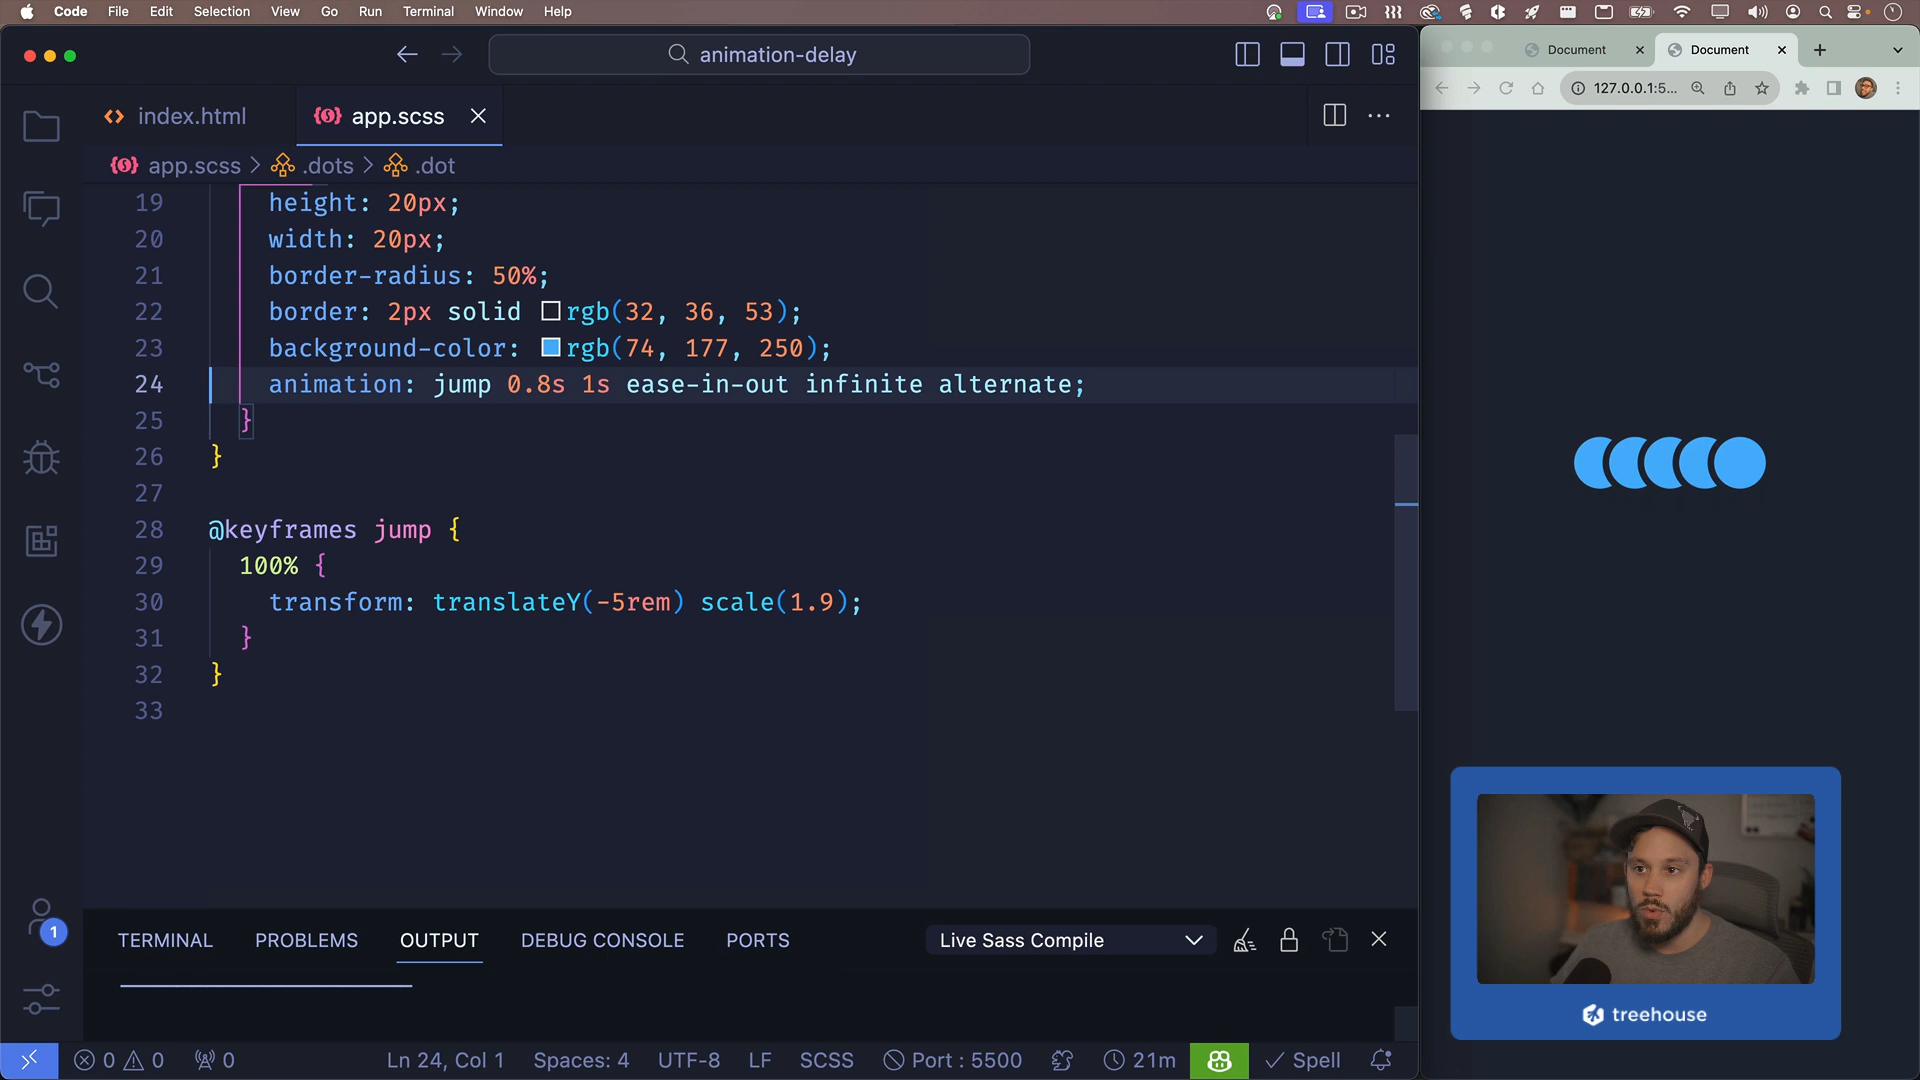 Code File Edit Selection View Go Run Terminal Window Help
animation-delay
Document Document
127.0.0.1:5...
index.html app.scss
app.scss > .dots > .dot
19 height: 20px;
20 width: 20px;
21 border-radius: 50%;
22 border: 2px solid rgb(32, 36, 53);
23 background-color: rgb(74, 177, 250);
24 animation: jump 0.8s 1s ease-in-out infinite alternate;
25 }
26 }
27
28 @keyframes jump {
29 100% {
30 transform: translateY(-5rem) scale(1.9);
31 }
32 }
33
1
TERMINAL PROBLEMS OUTPUT DEBUG CONSOLE PORTS Live Sass Compile
treehouse
0 0 0 Ln 24, Col 1 Spaces: 4 UTF-8 LF SCSS Port : 5500 21m Spell